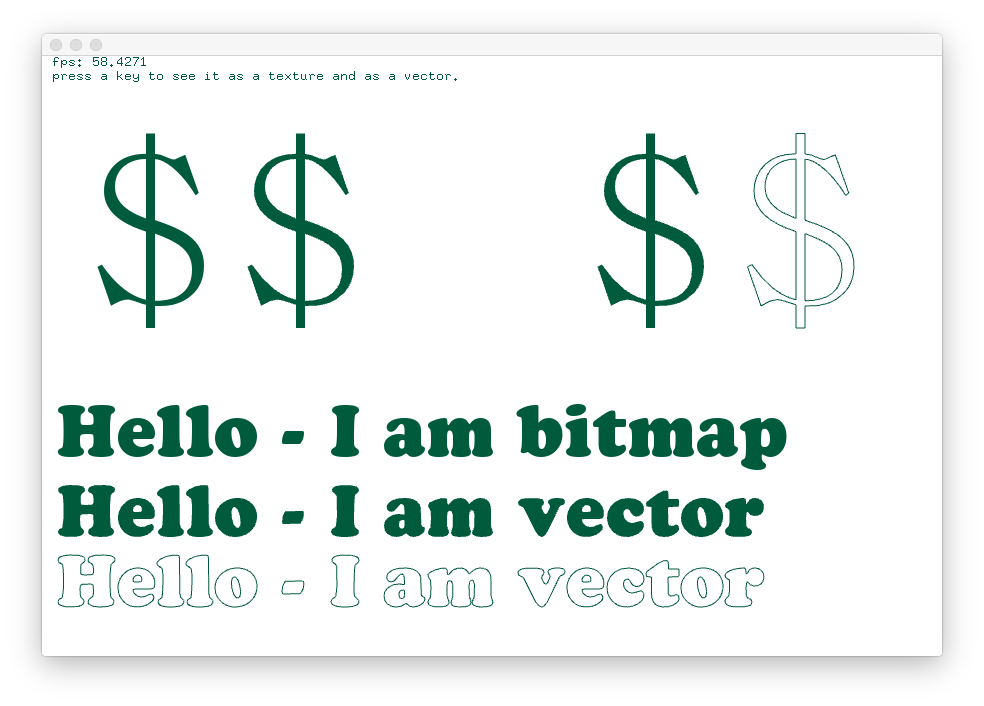 fps: 58.4271
press a key to see it as a texture and as a vector.
$ $ $ $
Hello - I am bitmap
Hello - I am vector
Hello - I am vector